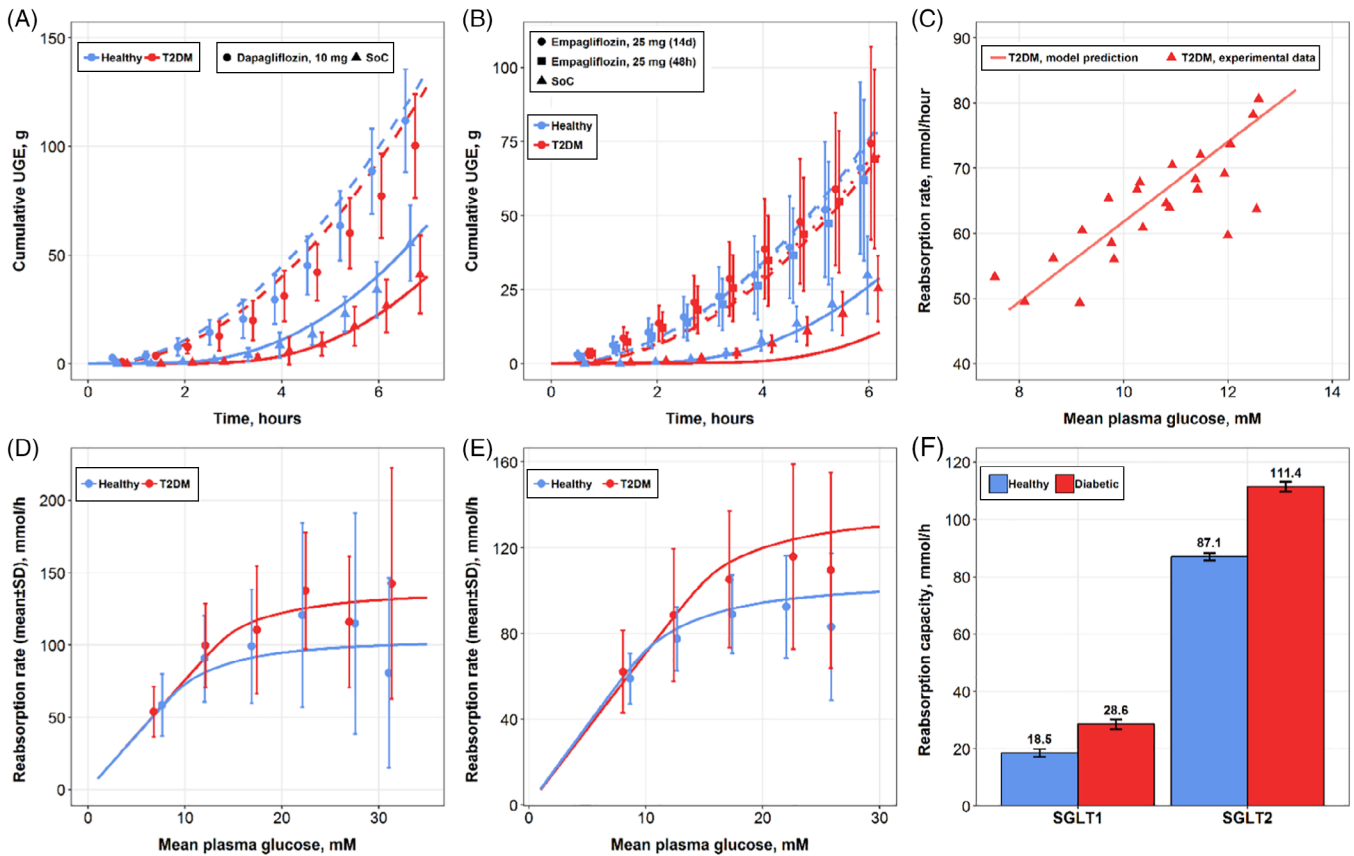 (A)
Cumulative UGE, g
150
100
50
0
Healthy
T2DM
Dapagliflozin, 10 mg
SoC
0
2
4
6
Time, hours
(B)
Cumulative UGE, g
100
75
50
25
0
Empagliflozin, 25 mg (14d)
Empagliflozin, 25 mg (48h)
SoC
Healthy
T2DM
0
2
4
6
Time, hours
(C)
Reabsorption rate, mmol/hour
90
80
70
60
50
40
T2DM, model prediction
T2DM, experimental data
8
10
12
14
Mean plasma glucose, mM
(D)
Reabsorption rate (mean±SD), mmol/h
200
150
100
50
0
Healthy
T2DM
0
10
20
30
Mean plasma glucose, mM
(E)
Reabsorption rate (mean±SD), mmol/h
160
120
80
40
0
Healthy
T2DM
0
10
20
30
Mean plasma glucose, mM
(F)
Reabsorption capacity, mmol/h
120
100
80
60
40
20
0
Healthy
Diabetic
18.5
28.6
87.1
111.4
SGLT1
SGLT2